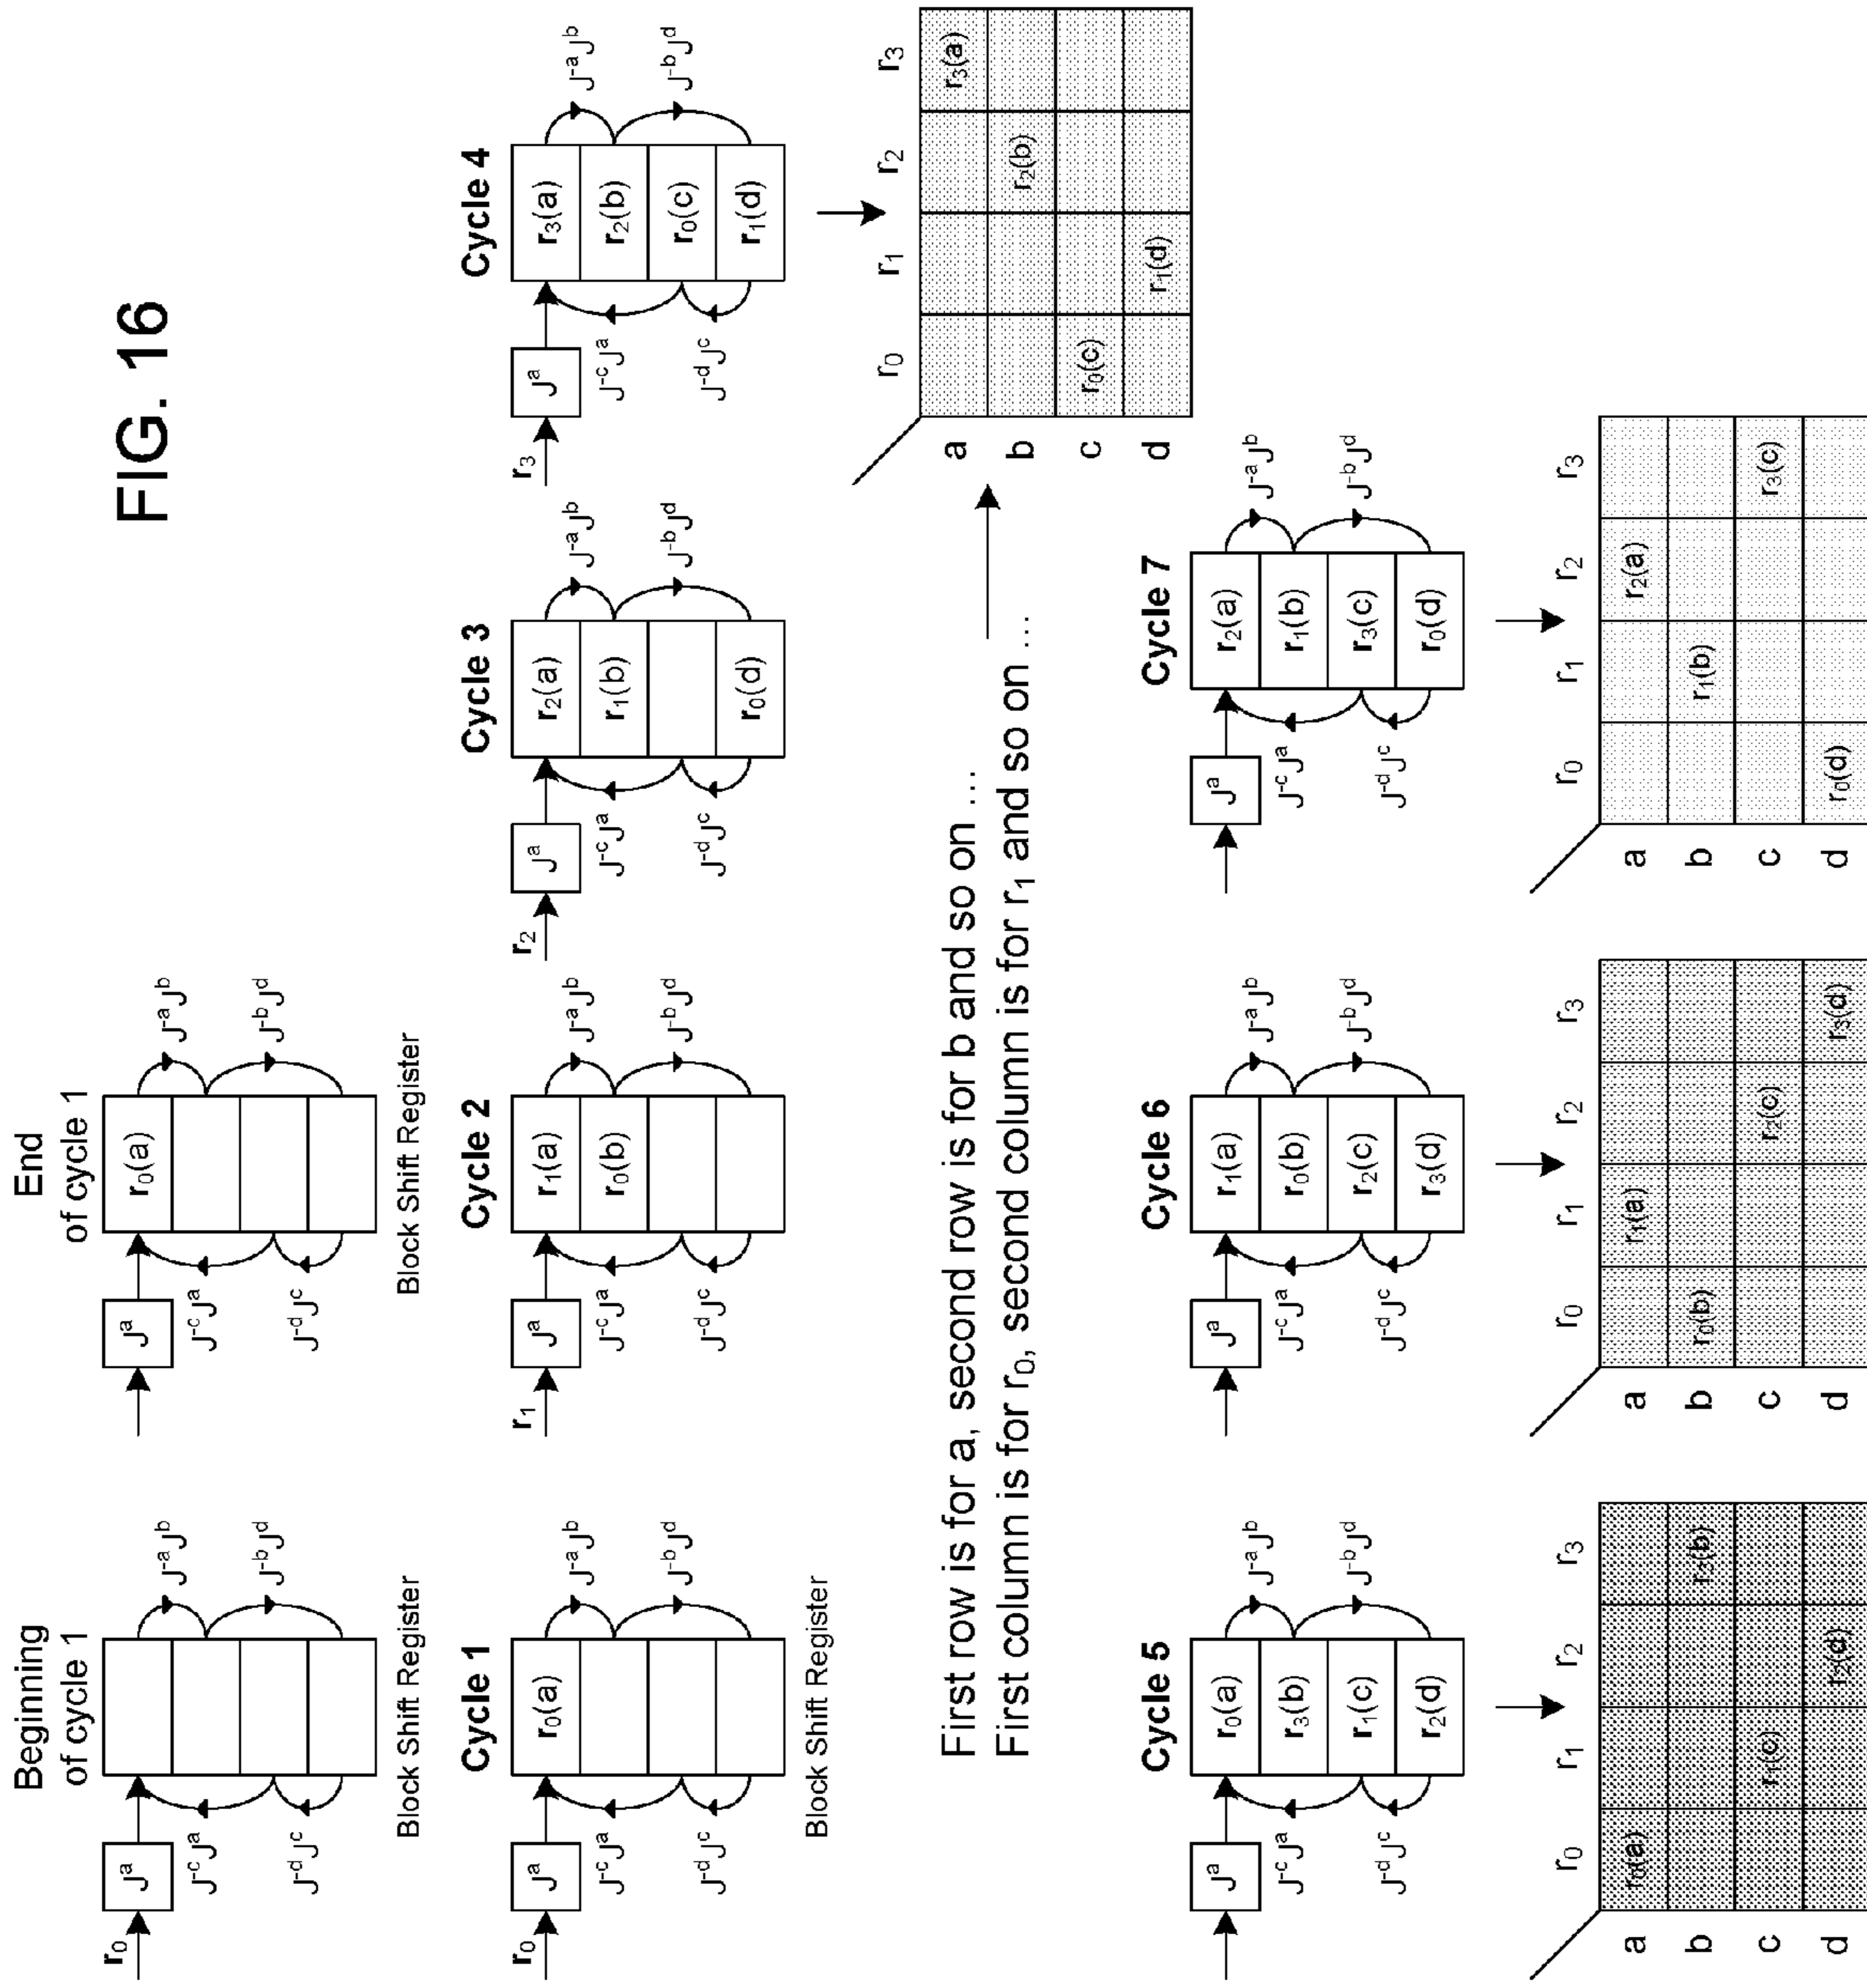 FIG. 16
Beginning
of cycle 1
r₀
Jᵃ
J⁻ᶜJᵃ
J⁻ᵈJᶜ
J⁻ᵃJᵇ
J⁻ᵇJᵈ
Block Shift Register
End
of cycle 1
Jᵃ
r₀(a)
J⁻ᶜJᵃ
J⁻ᵈJᶜ
J⁻ᵃJᵇ
J⁻ᵇJᵈ
Block Shift Register
Cycle 1
r₀
Jᵃ
r₀(a)
J⁻ᶜJᵃ
J⁻ᵈJᶜ
J⁻ᵃJᵇ
J⁻ᵇJᵈ
Block Shift Register
Cycle 2
r₁
Jᵃ
r₁(a)
r₀(b)
J⁻ᶜJᵃ
J⁻ᵈJᶜ
J⁻ᵃJᵇ
J⁻ᵇJᵈ
Cycle 3
r₂
Jᵃ
r₂(a)
r₁(b)
r₀(d)
J⁻ᶜJᵃ
J⁻ᵈJᶜ
J⁻ᵃJᵇ
J⁻ᵇJᵈ
Cycle 4
r₃
Jᵃ
r₃(a)
r₂(b)
r₀(c)
r₁(d)
J⁻ᶜJᵃ
J⁻ᵈJᶜ
J⁻ᵃJᵇ
J⁻ᵇJᵈ
r₀ r₁ r₂ r₃
a r₃(a)
b r₂(b)
c r₀(c)
d r₁(d)
First row is for a, second row is for b and so on ...
First column is for r₀, second column is for r₁ and so on ...
Cycle 5
Jᵃ
r₀(a)
r₃(b)
r₁(c)
r₂(d)
J⁻ᶜJᵃ
J⁻ᵈJᶜ
J⁻ᵃJᵇ
J⁻ᵇJᵈ
r₀ r₁ r₂ r₃
a r₀(a)
b r₃(b)
c r₁(c)
d r₂(d)
Cycle 6
Jᵃ
r₁(a)
r₀(b)
r₂(c)
r₃(d)
J⁻ᶜJᵃ
J⁻ᵈJᶜ
J⁻ᵃJᵇ
J⁻ᵇJᵈ
r₀ r₁ r₂ r₃
a r₁(a)
b r₀(b)
c r₂(c)
d r₃(d)
Cycle 7
Jᵃ
r₂(a)
r₁(b)
r₃(c)
r₀(d)
J⁻ᶜJᵃ
J⁻ᵈJᶜ
J⁻ᵃJᵇ
J⁻ᵇJᵈ
r₀ r₁ r₂ r₃
a r₂(a)
b r₁(b)
c r₃(c)
d r₀(d)